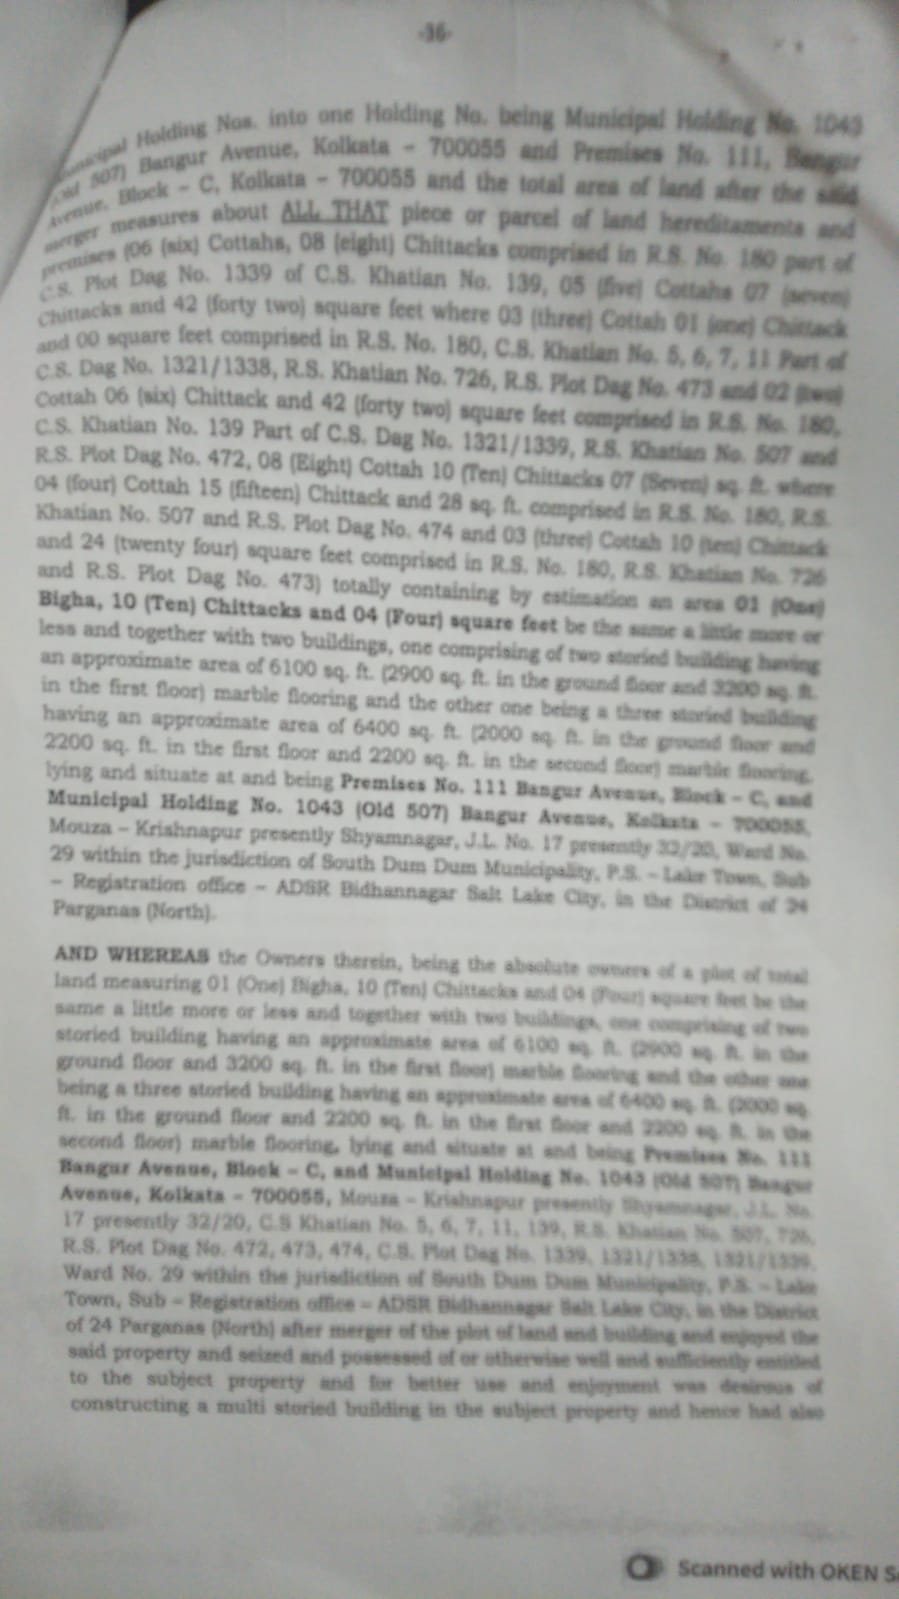 -36-
Municipal Holding Nos. into one Holding No. being Municipal Holding No. 1043
(Old 507) Bangur Avenue, Kolkata – 700055 and Premises No. 111, Bangur
Avenue, Block – C, Kolkata – 700055 and the total area of land after the said
merger measures about ALL THAT piece or parcel of land hereditaments and
premises (06 (six) Cottahs, 08 (eight) Chittacks comprised in R.S. No. 180 part of
C.S. Plot Dag No. 1339 of C.S. Khatian No. 139, 05 (five) Cottahs 07 (seven)
Chittacks and 42 (forty two) square feet where 03 (three) Cottah 01 (one) Chittack
and 00 square feet comprised in R.S. No. 180, C.S. Khatian No. 5, 6, 7, 11 Part of
C.S. Dag No. 1321/1338, R.S. Khatian No. 726, R.S. Plot Dag No. 473 and 02 (two)
Cottah 06 (six) Chittack and 42 (forty two) square feet comprised in R.S. No. 180,
C.S. Khatian No. 139 Part of C.S. Dag No. 1321/1339, R.S. Khatian No. 507 and
R.S. Plot Dag No. 472, 08 (Eight) Cottah 10 (Ten) Chittacks 07 (Seven) sq. ft. where
04 (four) Cottah 15 (fifteen) Chittack and 28 sq. ft. comprised in R.S. No. 180, R.S.
Khatian No. 507 and R.S. Plot Dag No. 474 and 03 (three) Cottah 10 (ten) Chittack
and 24 (twenty four) square feet comprised in R.S. No. 180, R.S. Khatian No. 726
and R.S. Plot Dag No. 473) totally containing by estimation an area 01 (One)
Bigha, 10 (Ten) Chittacks and 04 (Four) square feet be the same a little more or
less and together with two buildings, one comprising of two storied building having
an approximate area of 6100 sq. ft. (2900 sq. ft. in the ground floor and 3200 sq. ft.
in the first floor) marble flooring and the other one being a three storied building
having an approximate area of 6400 sq. ft. (2000 sq. ft. in the ground floor and
2200 sq. ft. in the first floor and 2200 sq. ft. in the second floor) marble flooring,
lying and situate at and being Premises No. 111 Bangur Avenue, Block – C, and
Municipal Holding No. 1043 (Old 507) Bangur Avenue, Kolkata – 700055,
Mouza – Krishnapur presently Shyamnagar, J.L. No. 17 presently 32/20, Ward No.
29 within the jurisdiction of South Dum Dum Municipality, P.S. – Lake Town, Sub
– Registration office – ADSR Bidhannagar Salt Lake City, in the District of 24
Parganas (North).
AND WHEREAS the Owners therein, being the absolute owners of a plot of total
land measuring 01 (One) Bigha, 10 (Ten) Chittacks and 04 (Four) square feet be the
same a little more or less and together with two buildings, one comprising of two
storied building having an approximate area of 6100 sq. ft. (2900 sq. ft. in the
ground floor and 3200 sq. ft. in the first floor) marble flooring and the other one
being a three storied building having an approximate area of 6400 sq. ft. (2000 sq.
ft. in the ground floor and 2200 sq. ft. in the first floor and 2200 sq. ft. in the
second floor) marble flooring, lying and situate at and being Premises No. 111
Bangur Avenue, Block – C, and Municipal Holding No. 1043 (Old 507) Bangur
Avenue, Kolkata – 700055, Mouza – Krishnapur presently Shyamnagar, J.L. No.
17 presently 32/20, C.S Khatian No. 5, 6, 7, 11, 139, R.S. Khatian No. 507, 726,
R.S. Plot Dag No. 472, 473, 474, C.S. Plot Dag No. 1339, 1321/1338, 1321/1339,
Ward No. 29 within the jurisdiction of South Dum Dum Municipality, P.S. – Lake
Town, Sub – Registration office – ADSR Bidhannagar Salt Lake City, in the District
of 24 Parganas (North) after merger of the plot of land and building and enjoyed the
said property and seized and possessed of or otherwise well and sufficiently entitled
to the subject property and for better use and enjoyment was desirous of
constructing a multi storied building in the subject property and hence had also
Scanned with OKEN S